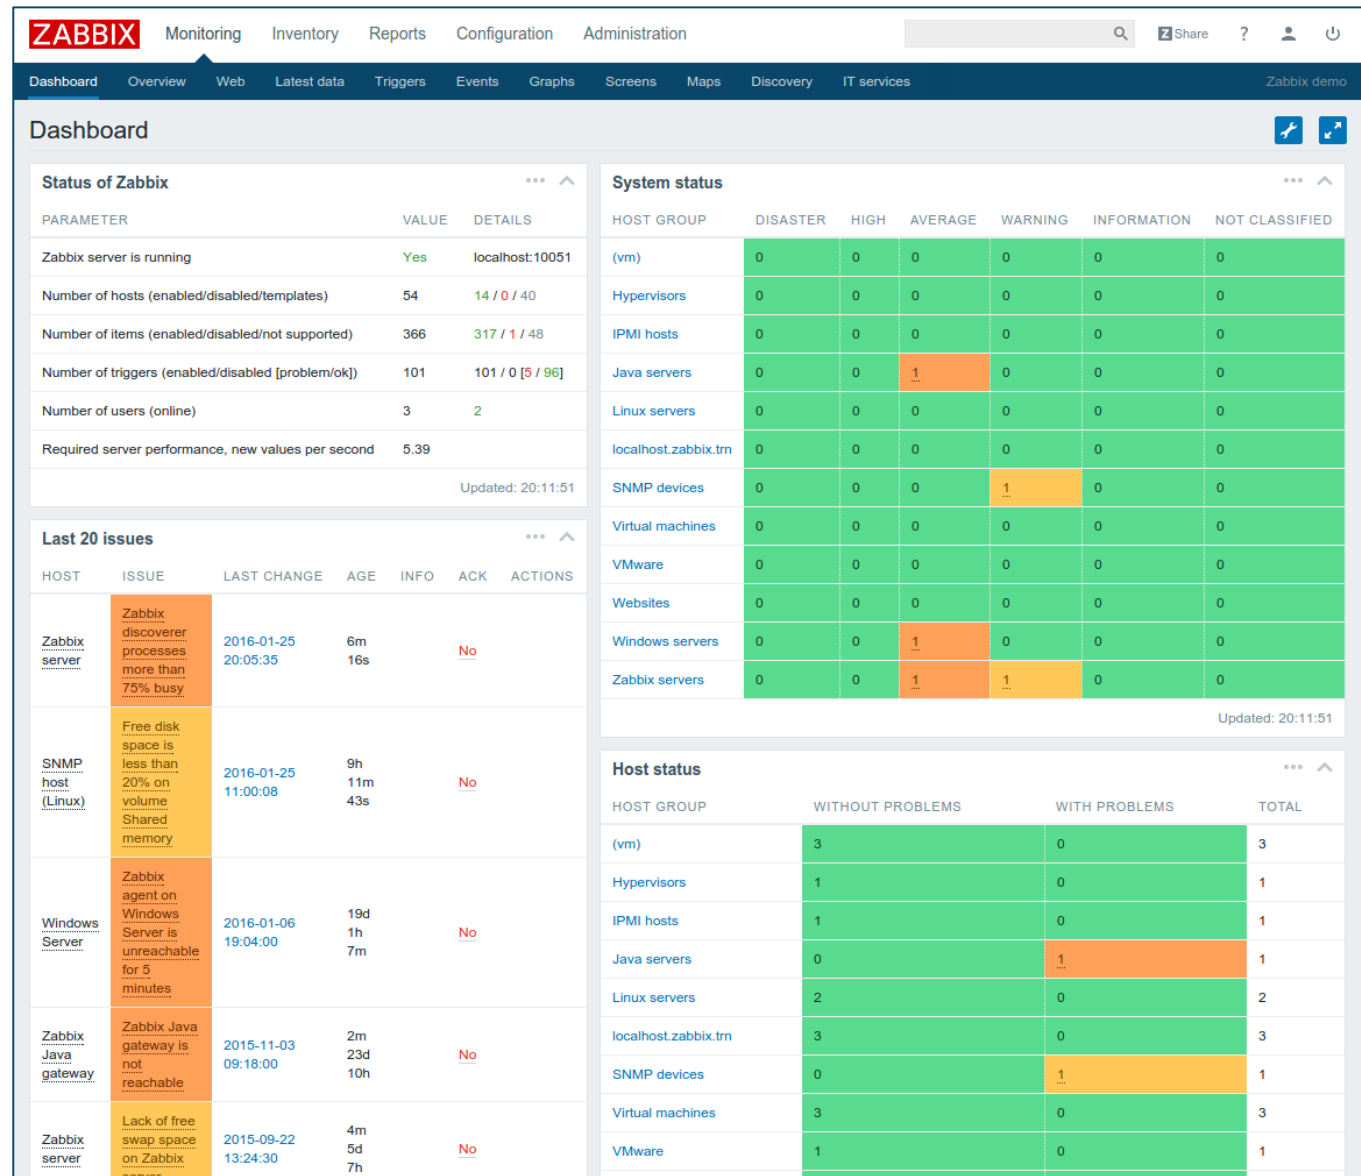 ZABBIX Monitoring Inventory Reports Configuration Administration Z Share ?
Dashboard Overview Web Latest data Triggers Events Graphs Screens Maps Discovery IT services Zabbix demo
Dashboard
Status of Zabbix
PARAMETER VALUE DETAILS
Zabbix server is running Yes localhost:10051
Number of hosts (enabled/disabled/templates) 54 14 / 0 / 40
Number of items (enabled/disabled/not supported) 366 317 / 1 / 48
Number of triggers (enabled/disabled [problem/ok]) 101 101 / 0 [5 / 96]
Number of users (online) 3 2
Required server performance, new values per second 5.39
Updated: 20:11:51
Last 20 issues
HOST ISSUE LAST CHANGE AGE INFO ACK ACTIONS
Zabbix
server
Zabbix
discoverer
processes
more than
75% busy
2016-01-25
20:05:35
6m
16s
No
SNMP
host
(Linux)
Free disk
space is
less than
20% on
volume
Shared
memory
2016-01-25
11:00:08
9h
11m
43s
No
Windows
Server
Zabbix
agent on
Windows
Server is
unreachable
for 5
minutes
2016-01-06
19:04:00
19d
1h
7m
No
Zabbix
Java
gateway
Zabbix Java
gateway is
not
reachable
2015-11-03
09:18:00
2m
23d
10h
No
Zabbix
server
Lack of free
swap space
on Zabbix
2015-09-22
13:24:30
4m
5d
7h
No
System status
HOST GROUP DISASTER HIGH AVERAGE WARNING INFORMATION NOT CLASSIFIED
(vm) 0 0 0 0 0 0
Hypervisors 0 0 0 0 0 0
IPMI hosts 0 0 0 0 0 0
Java servers 0 0 1 0 0 0
Linux servers 0 0 0 0 0 0
localhost.zabbix.trn 0 0 0 0 0 0
SNMP devices 0 0 0 1 0 0
Virtual machines 0 0 0 0 0 0
VMware 0 0 0 0 0 0
Websites 0 0 0 0 0 0
Windows servers 0 0 1 0 0 0
Zabbix servers 0 0 1 1 0 0
Updated: 20:11:51
Host status
HOST GROUP WITHOUT PROBLEMS WITH PROBLEMS TOTAL
(vm) 3 0 3
Hypervisors 1 0 1
IPMI hosts 1 0 1
Java servers 0 1 1
Linux servers 2 0 2
localhost.zabbix.trn 3 0 3
SNMP devices 0 1 1
Virtual machines 3 0 3
VMware 1 0 1